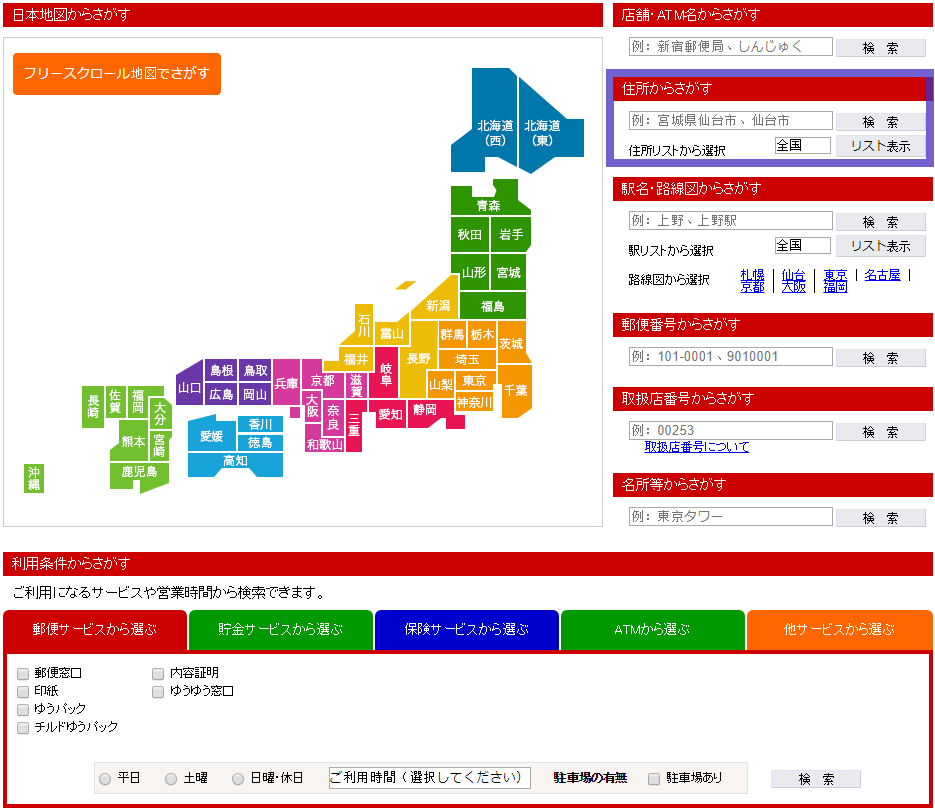 日本地図からさがす
フリースクロール地図でさがす
北海道
（西）
北海道
（東）
青森
秋田
岩手
山形
宮城
福島
新潟
石川
富山
福井
長野
群馬
栃木
茨城
埼玉
山梨
東京
千葉
神奈川
岐阜
愛知
静岡
三重
滋賀
京都
兵庫
大阪
奈良
和歌山
島根
鳥取
山口
広島
岡山
香川
愛媛
徳島
高知
長崎
佐賀
福岡
大分
熊本
宮崎
鹿児島
沖縄
店舗・ATM名からさがす
例：新宿郵便局、しんじゅく
検　索
住所からさがす
例：宮城県仙台市、仙台市
検　索
住所リストから選択
全国
リスト表示
駅名・路線図からさがす
例：上野、上野駅
検　索
駅リストから選択
全国
リスト表示
路線図から選択
札幌 | 仙台 | 東京 | 名古屋 |
京都 | 大阪 | 福岡
郵便番号からさがす
例：101-0001、9010001
検　索
取扱店番号からさがす
例：00253
検　索
取扱店番号について
名所等からさがす
例：東京タワー
検　索
利用条件からさがす
ご利用になるサービスや営業時間から検索できます。
郵便サービスから選ぶ
貯金サービスから選ぶ
保険サービスから選ぶ
ATMから選ぶ
他サービスから選ぶ
郵便窓口
内容証明
印紙
ゆうゆう窓口
ゆうパック
チルドゆうパック
平日
土曜
日曜・休日
ご利用時間（選択してください）
駐車場の有無
駐車場あり
検　索